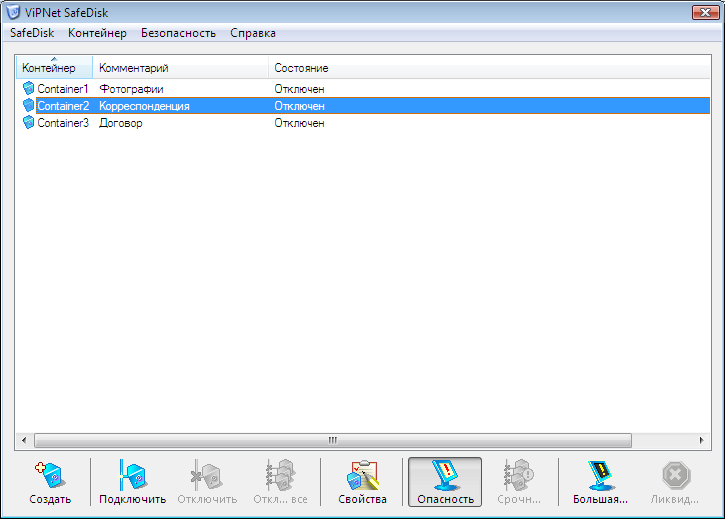 ViPNet SafeDisk
SafeDisk Контейнер Безопасность Справка
Контейнер Комментарий Состояние
Container1 Фотографии Отключен
Container2 Корреспонденция Отключен
Container3 Договор Отключен
Создать Подключить Отключить Откл... все Свойства Опасность Срочн... Большая... Ликвид...